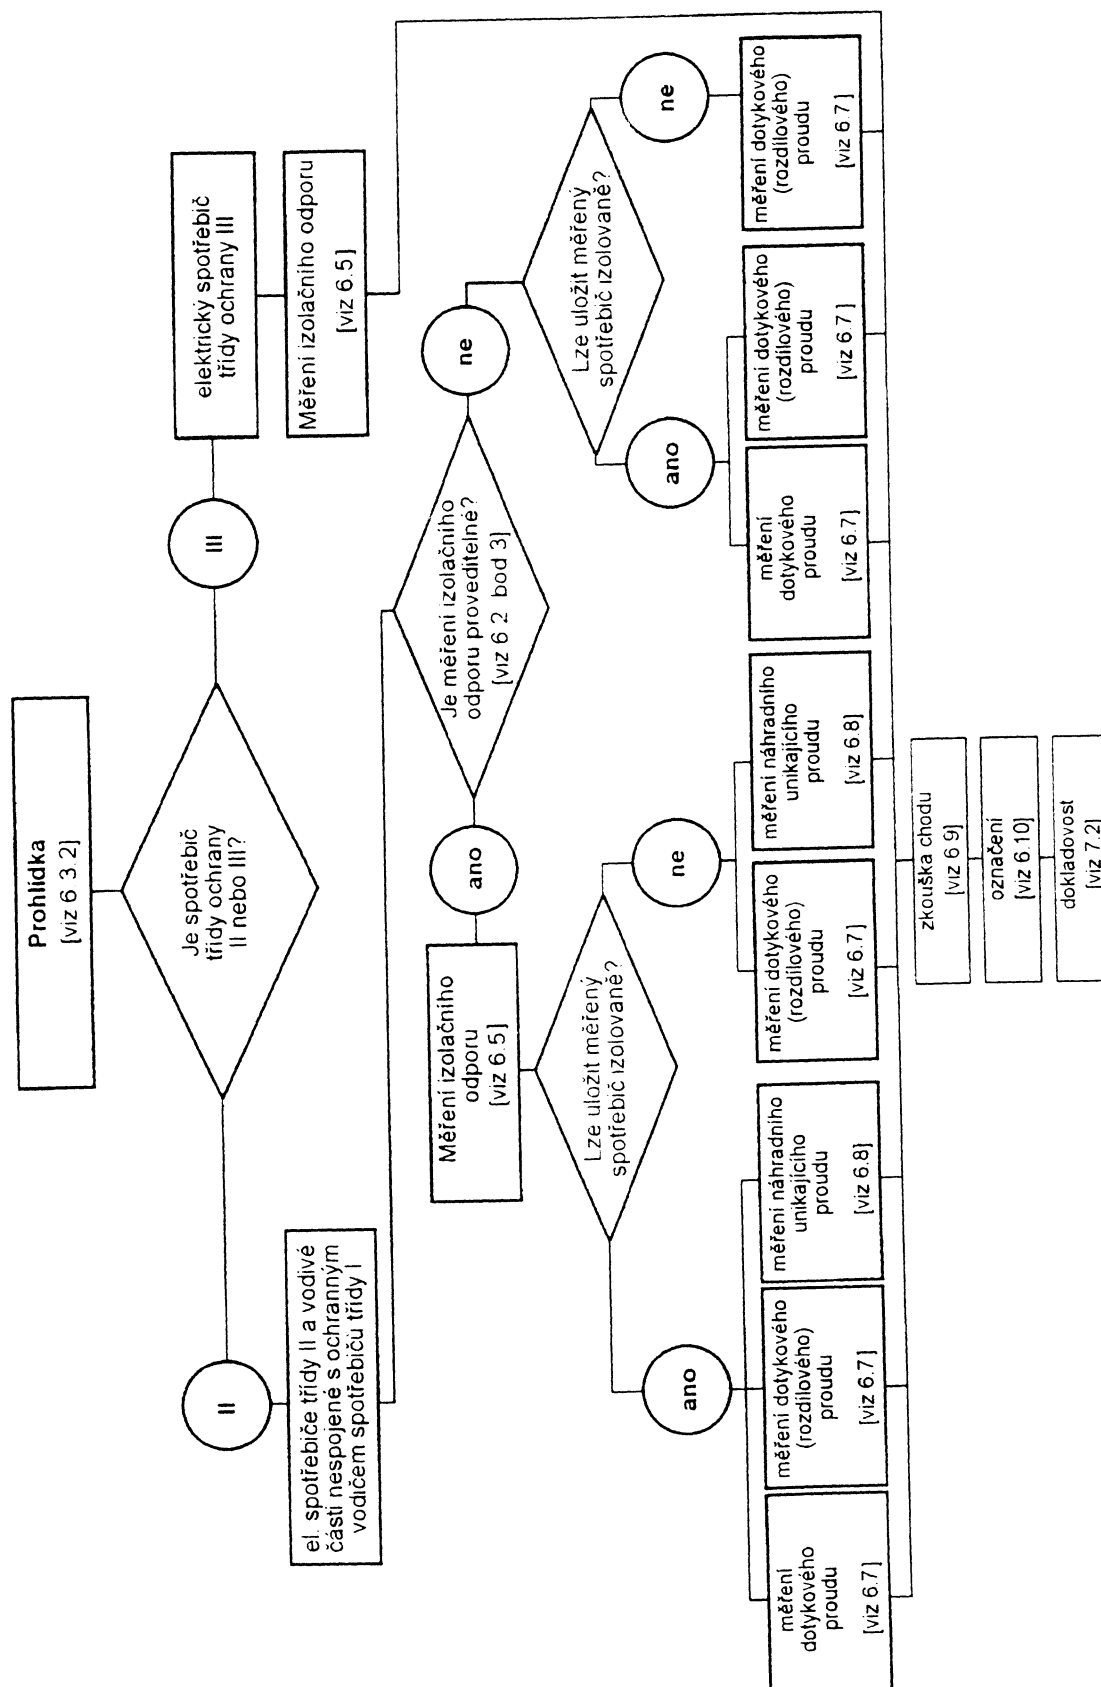 Prohlídka
[viz 6 3.2]
Je spotřebič
třídy ochrany
II nebo III?
II
III
el. spotřebiče třídy II a vodivé
části nespojené s ochranným
vodičem spotřebičů třídy I
elektrický spotřebič
třídy ochrany III
Měření izolačního odporu
[viz 6.5]
Je měření izolačního
odporu proveditelné?
[viz 6 2 bod 3]
ano
ne
Měření izolačního
odporu
[viz 6.5]
Lze uložit měřený
spotřebič izolovaně?
Lze uložit měřený
spotřebič izolovaně?
ano
ne
ano
ne
měření
dotykového
proudu
[viz 6.7]
měření dotykového
(rozdílového)
proudu
[viz 6.7]
měření náhradního
unikajícího
proudu
[viz 6.8]
měření dotykového
(rozdílového)
proudu
[viz 6.7]
měření náhradního
unikajícího
proudu
[viz 6.8]
měření
dotykového
proudu
[viz 6.7]
měření dotykového
(rozdílového)
proudu
[viz 6.7]
měření dotykového
(rozdílového)
proudu
[viz 6.7]
zkouška chodu
[viz 6 9]
označení
[viz 6.10]
dokladovost
[viz 7.2]